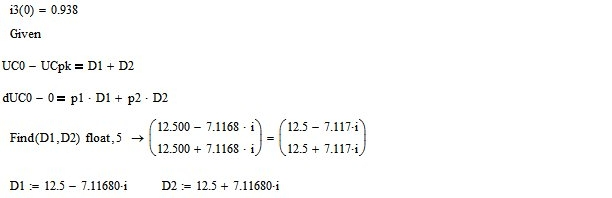 i3(0) = 0.938
Given
UC0 − UCpk = D1 + D2
dUC0 − 0 = p1 · D1 + p2 · D2
Find(D1,D2) float,5 → (12.500 − 7.1168 · i) = (12.5 − 7.117·i)
(12.500 + 7.1168 · i) (12.5 + 7.117·i)
D1 := 12.5 − 7.11680·i D2 := 12.5 + 7.11680·i